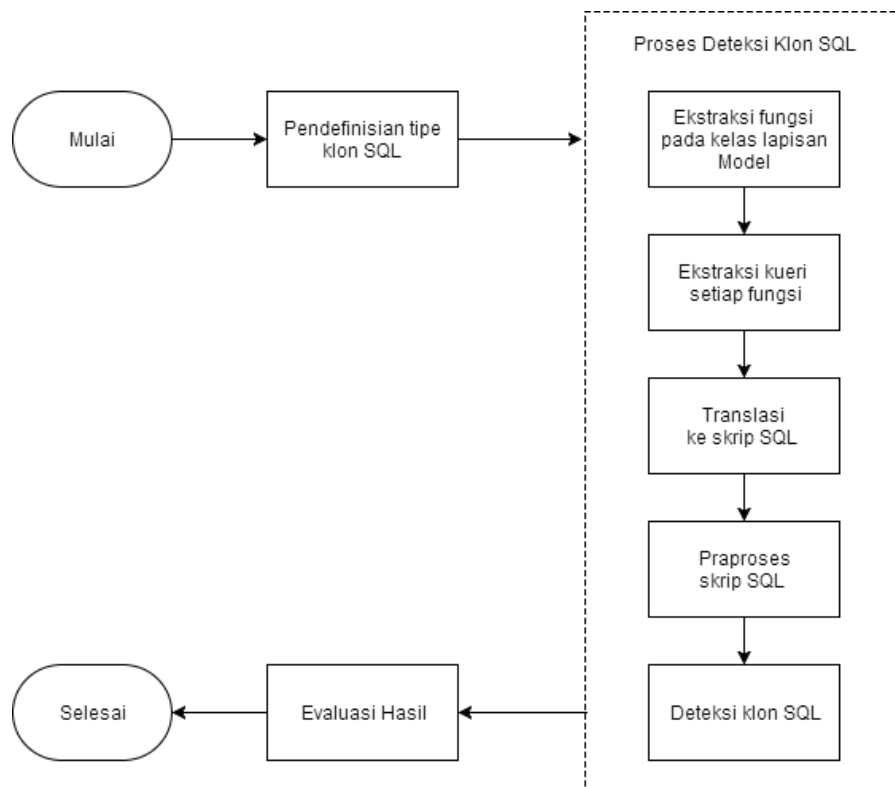 Proses Deteksi Klon SQL
Mulai
Pendefinisian tipe
klon SQL
Ekstraksi fungsi
pada kelas lapisan
Model
Ekstraksi kueri
setiap fungsi
Translasi
ke skrip SQL
Praproses
skrip SQL
Deteksi klon SQL
Evaluasi Hasil
Selesai